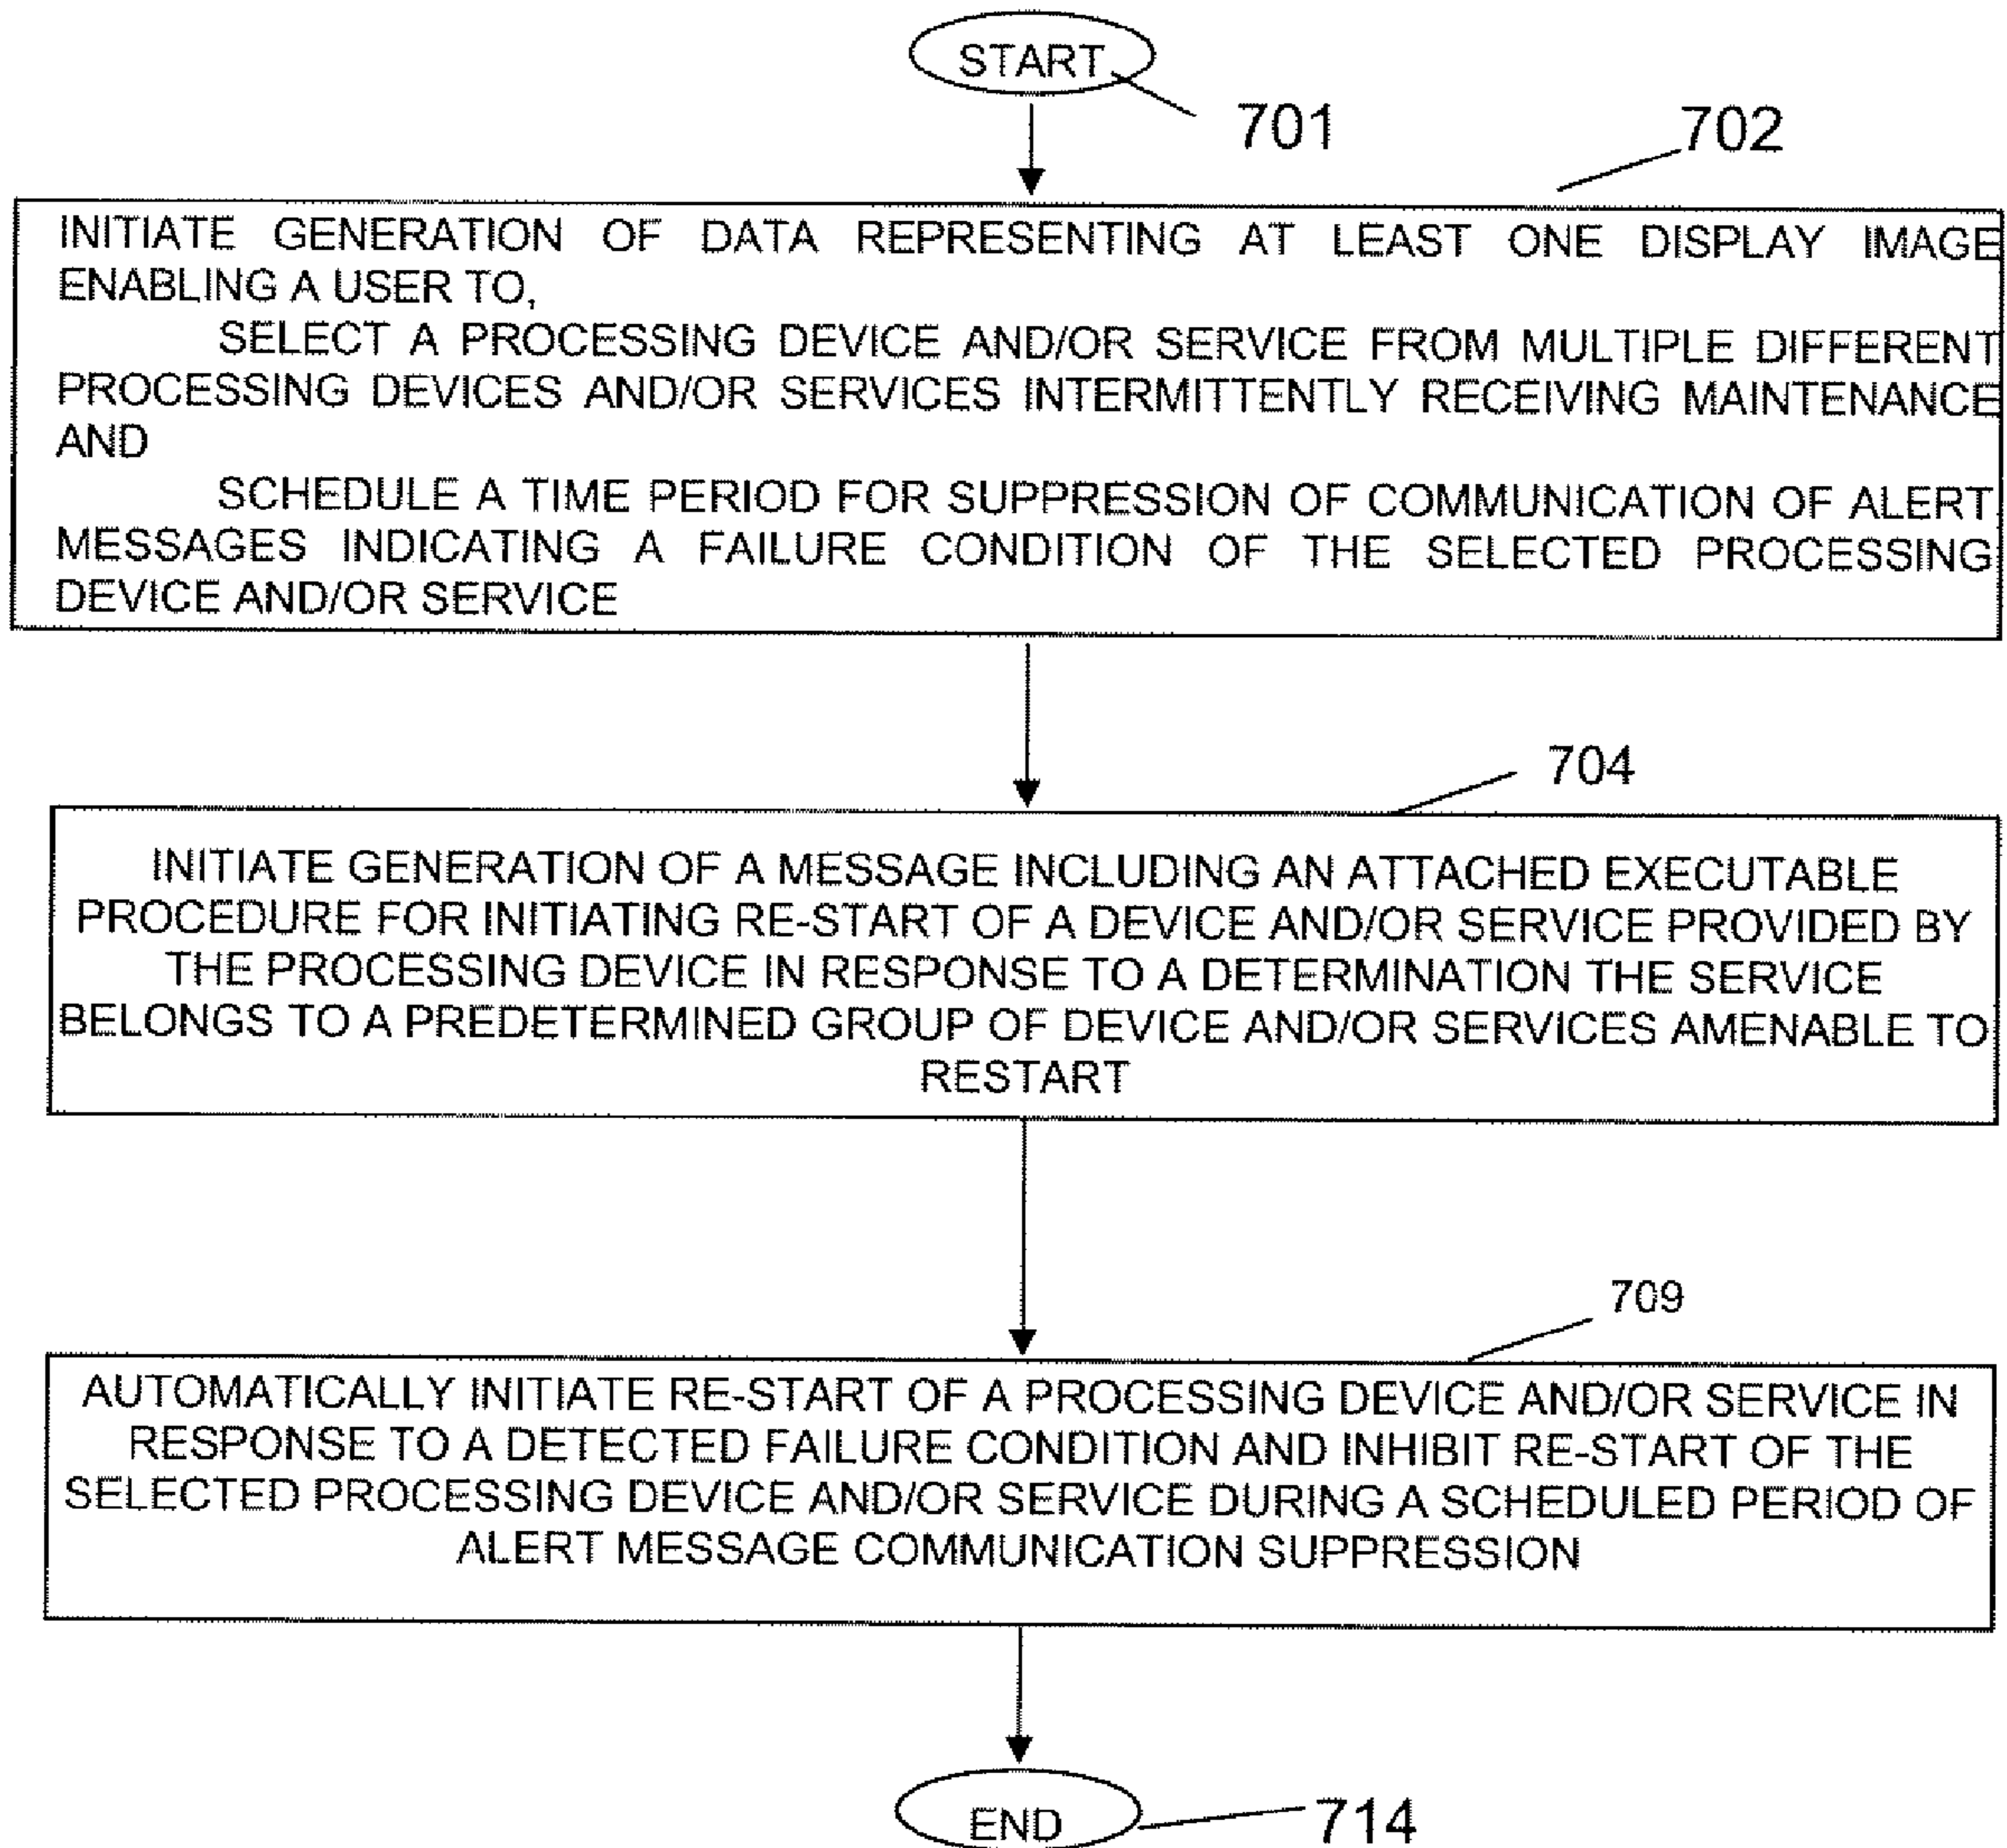 START
701
702
INITIATE GENERATION OF DATA REPRESENTING AT LEAST ONE DISPLAY IMAGE
ENABLING A USER TO,
SELECT A PROCESSING DEVICE AND/OR SERVICE FROM MULTIPLE DIFFERENT
PROCESSING DEVICES AND/OR SERVICES INTERMITTENTLY RECEIVING MAINTENANCE
AND
SCHEDULE A TIME PERIOD FOR SUPPRESSION OF COMMUNICATION OF ALERT
MESSAGES INDICATING A FAILURE CONDITION OF THE SELECTED PROCESSING
DEVICE AND/OR SERVICE
704
INITIATE GENERATION OF A MESSAGE INCLUDING AN ATTACHED EXECUTABLE
PROCEDURE FOR INITIATING RE-START OF A DEVICE AND/OR SERVICE PROVIDED BY
THE PROCESSING DEVICE IN RESPONSE TO A DETERMINATION THE SERVICE
BELONGS TO A PREDETERMINED GROUP OF DEVICE AND/OR SERVICES AMENABLE TO
RESTART
709
AUTOMATICALLY INITIATE RE-START OF A PROCESSING DEVICE AND/OR SERVICE IN
RESPONSE TO A DETECTED FAILURE CONDITION AND INHIBIT RE-START OF THE
SELECTED PROCESSING DEVICE AND/OR SERVICE DURING A SCHEDULED PERIOD OF
ALERT MESSAGE COMMUNICATION SUPPRESSION
END
714